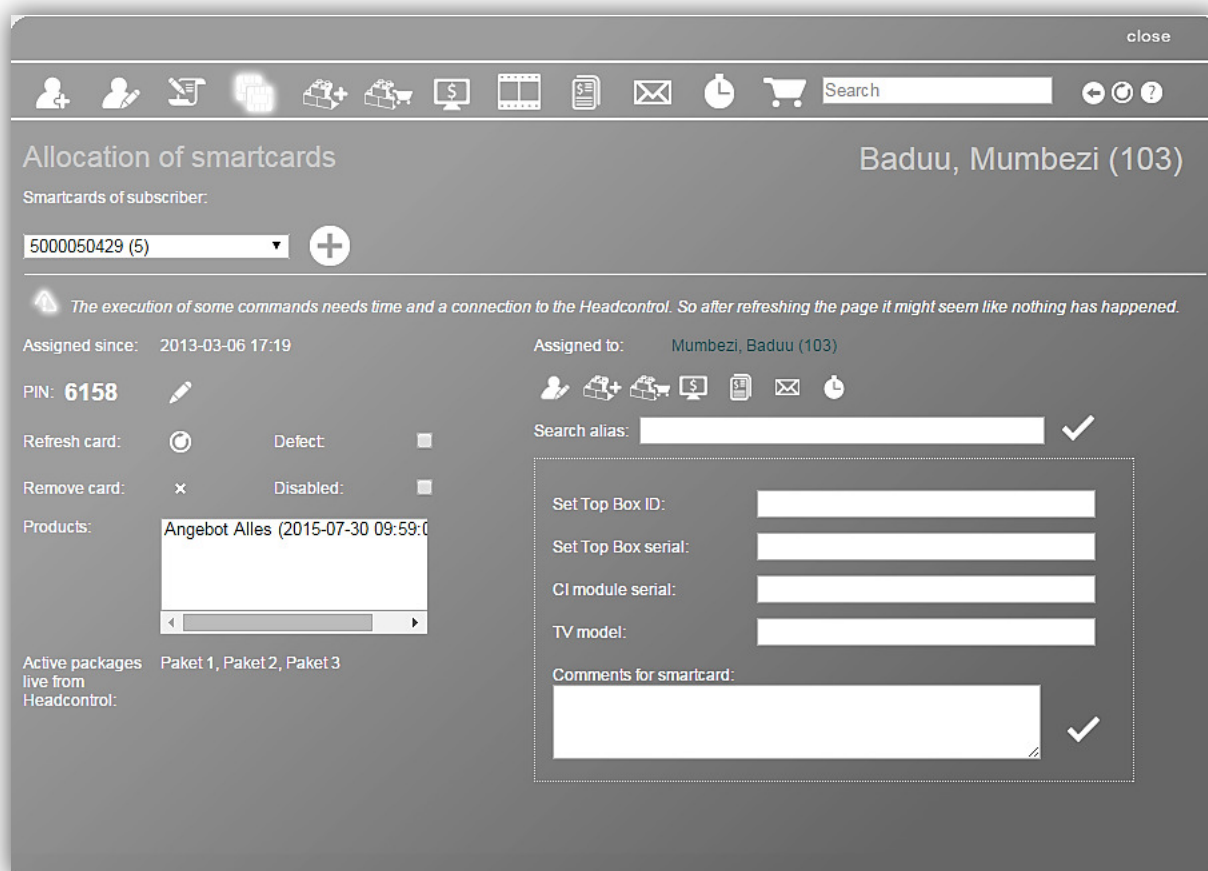 close
Search
Allocation of smartcards
Baduu, Mumbezi (103)
Smartcards of subscriber:
5000050429 (5)
The execution of some commands needs time and a connection to the Headcontrol. So after refreshing the page it might seem like nothing has happened.
Assigned since: 2013-03-06 17:19
Assigned to: Mumbezi, Baduu (103)
PIN: 6158
Search alias:
Refresh card: Defect:
Remove card: Disabled:
Set Top Box ID:
Products: Angebot Alles (2015-07-30 09:59:0
Set Top Box serial:
CI module serial:
TV model:
Active packages live from Headcontrol: Paket 1, Paket 2, Paket 3
Comments for smartcard: